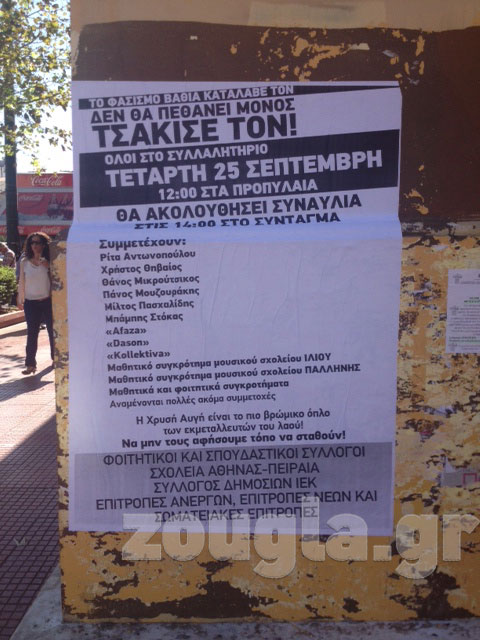 ΤΟ ΦΑΣΙΣΜΟ ΒΑΘΙΑ ΚΑΤΑΛΑΒΕ ΤΟΝ
ΔΕΝ ΘΑ ΠΕΘΑΝΕΙ ΜΟΝΟΣ
ΤΣΑΚΙΣΕ ΤΟΝ!
ΟΛΟΙ ΣΤΟ ΣΥΛΛΑΛΗΤΗΡΙΟ
ΤΕΤΑΡΤΗ 25 ΣΕΠΤΕΜΒΡΗ
12:00 ΣΤΑ ΠΡΟΠΥΛΑΙΑ
ΘΑ ΑΚΟΛΟΥΘΗΣΕΙ ΣΥΝΑΥΛΙΑ
ΣΤΙΣ 14:00 ΣΤΟ ΣΥΝΤΑΓΜΑ
Συμμετέχουν:
Ρίτα Αντωνοπούλου
Χρήστος Θηβαίος
Θάνος Μικρούτσικος
Πάνος Μουζουράκης
Μίλτος Πασχαλίδης
Μπάμπης Στόκας
«Afaza»
«Dason»
«Kollektiva»
Μαθητικό συγκρότημα μουσικού σχολείου ΙΛΙΟΥ
Μαθητικό συγκρότημα μουσικού σχολείου ΠΑΛΛΗΝΗΣ
Μαθητικά και φοιτητικά συγκροτήματα
Αναμένονται πολλές ακόμα συμμετοχές
Η Χρυσή Αυγή είναι το πιο βρώμικο όπλο
των εκμεταλλευτών του λαού!
Να μην τους αφήσουμε τόπο να σταθούν!
ΦΟΙΤΗΤΙΚΟΙ ΚΑΙ ΣΠΟΥΔΑΣΤΙΚΟΙ ΣΥΛΛΟΓΟΙ
ΣΧΟΛΕΙΑ ΑΘΗΝΑΣ-ΠΕΙΡΑΙΑ
ΣΥΛΛΟΓΟΣ ΔΗΜΟΣΙΩΝ ΙΕΚ
ΕΠΙΤΡΟΠΕΣ ΑΝΕΡΓΩΝ, ΕΠΙΤΡΟΠΕΣ ΝΕΩΝ ΚΑΙ
ΣΩΜΑΤΕΙΑΚΕΣ ΕΠΙΤΡΟΠΕΣ
zougla.gr
Coca-Cola